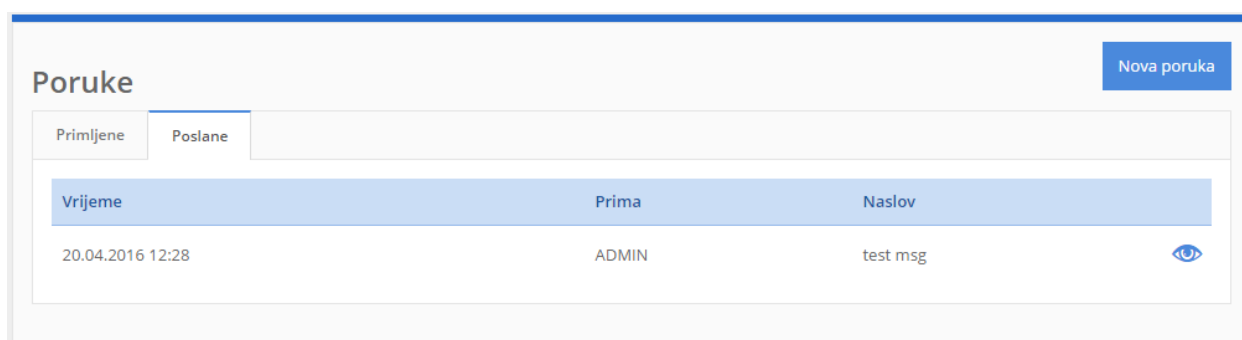 Nova poruka
Poruke
Primljene Poslane
Vrijeme Prima Naslov
20.04.2016 12:28 ADMIN test msg